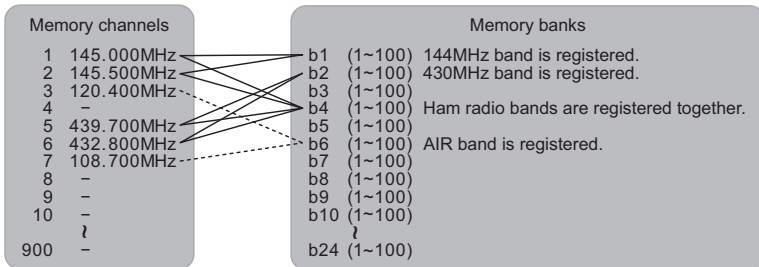 Memory channels
1 145.000MHz
2 145.500MHz
3 120.400MHz
4 –
5 439.700MHz
6 432.800MHz
7 108.700MHz
8 –
9 –
10 –
~
900 –
Memory banks
b1 (1~100) 144MHz band is registered.
b2 (1~100) 430MHz band is registered.
b3 (1~100)
b4 (1~100) Ham radio bands are registered together.
b5 (1~100)
b6 (1~100) AIR band is registered.
b7 (1~100)
b8 (1~100)
b9 (1~100)
b10 (1~100)
~
b24 (1~100)